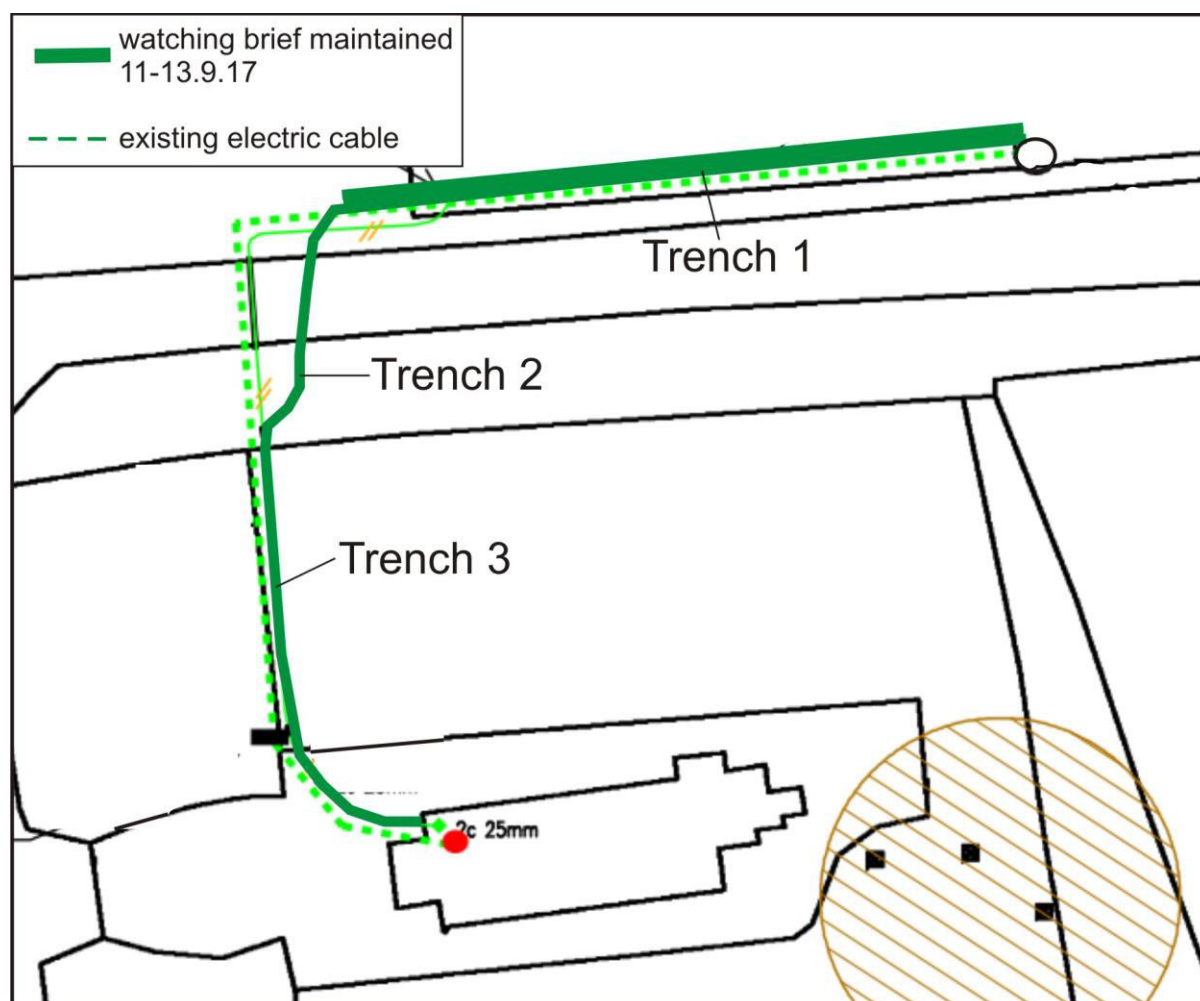 watching brief maintained
11-13.9.17
existing electric cable
Trench 1
Trench 2
Trench 3
2c 25mm